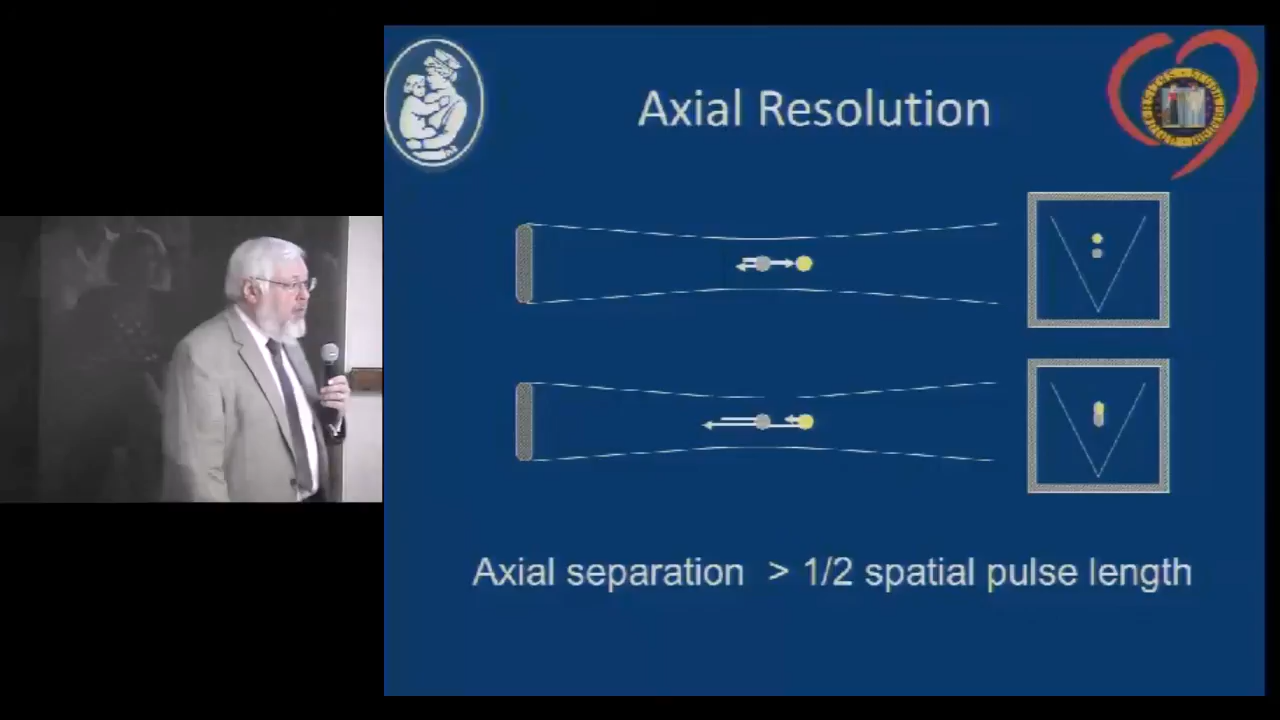 Axial Resolution
Axial separation > 1/2 spatial pulse length